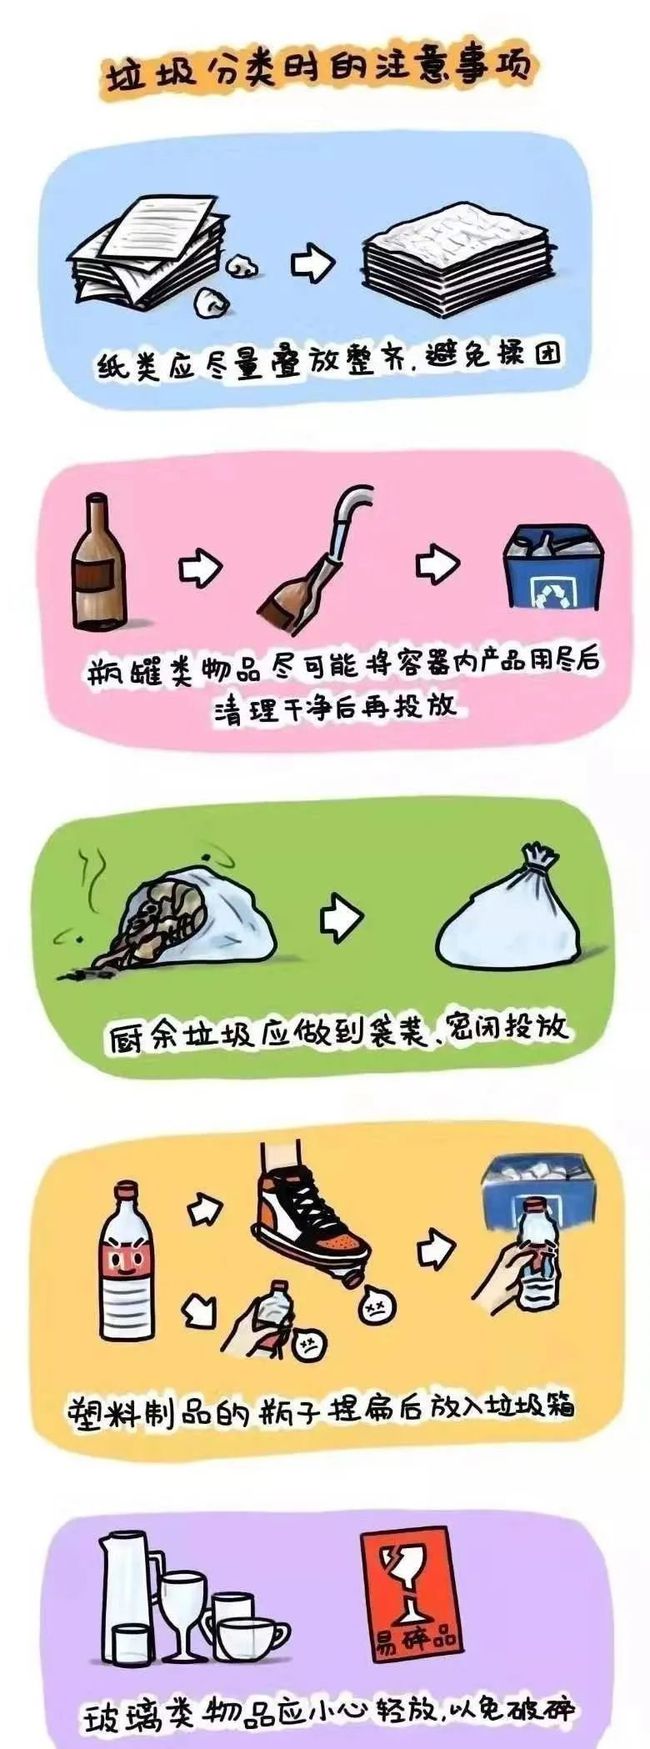 垃圾分类时的注意事项
纸类应尽量叠放整齐,避免揉团
瓶罐类物品尽可能将容器内产品用尽后
清理干净后再投放
厨余垃圾应做到袋装、密闭投放
塑料制品的瓶子捏扁后放入垃圾箱
易碎品
玻璃类物品应小心轻放,以免破碎